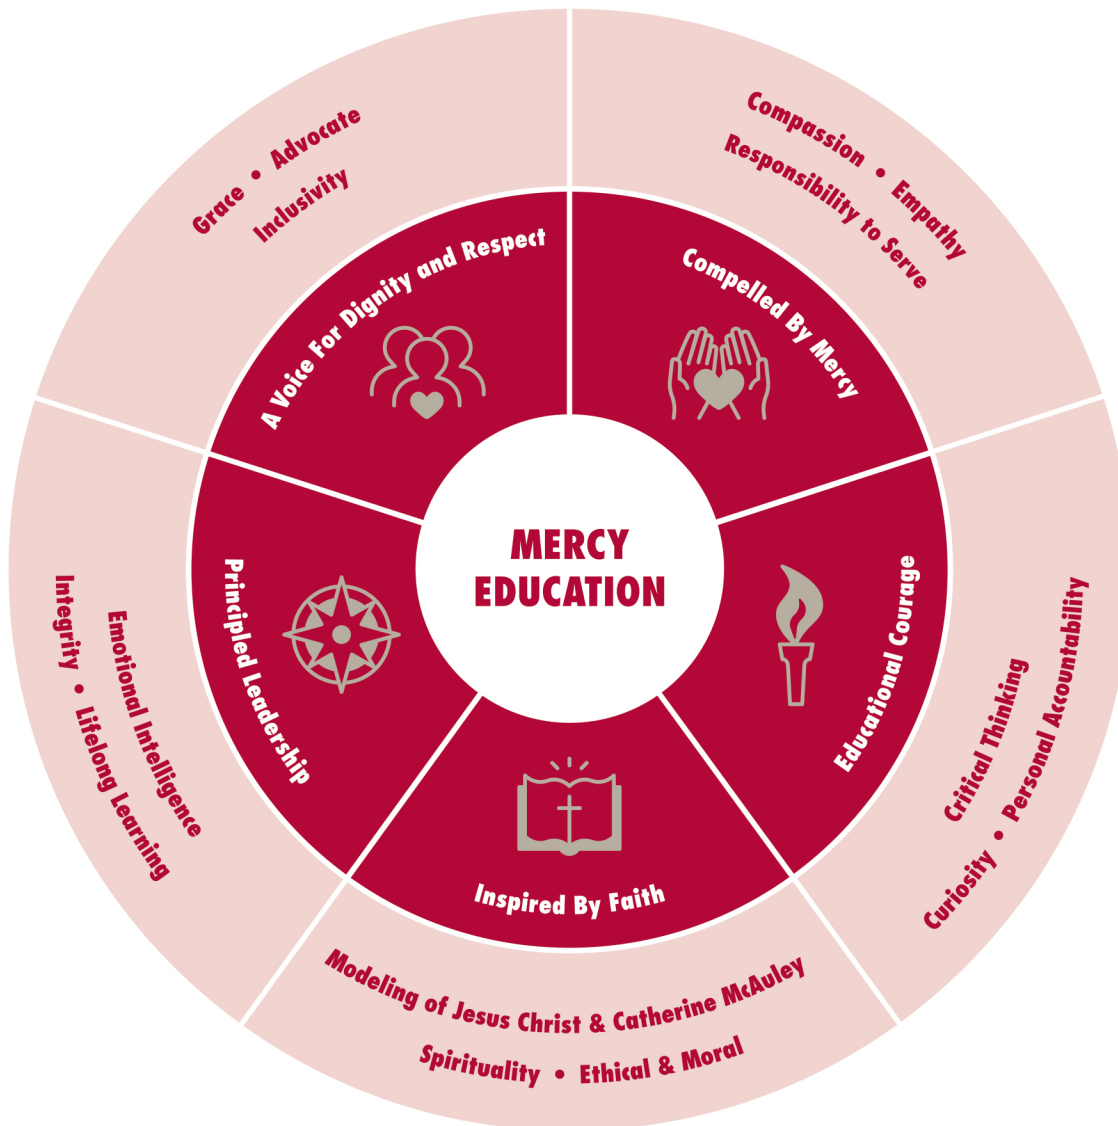 MERCY
EDUCATION
Compelled By Mercy
Compassion • Empathy
Responsibility to Serve
Educational Courage
Critical Thinking
Curiosity • Personal Accountability
Inspired By Faith
Modeling of Jesus Christ & Catherine McAuley
Spirituality • Ethical & Moral
Principled Leadership
Emotional Intelligence
Integrity • Lifelong Learning
A Voice For Dignity and Respect
Grace • Advocate
Inclusivity